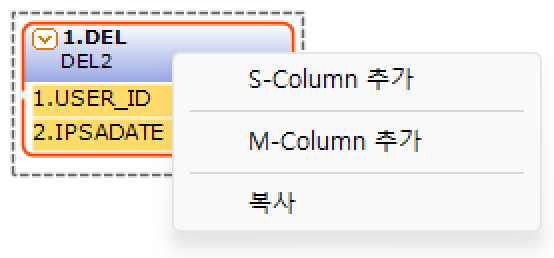 1.DEL
DEL2
1.USER_ID
2.IPSADATE
S-Column 추가
M-Column 추가
복사